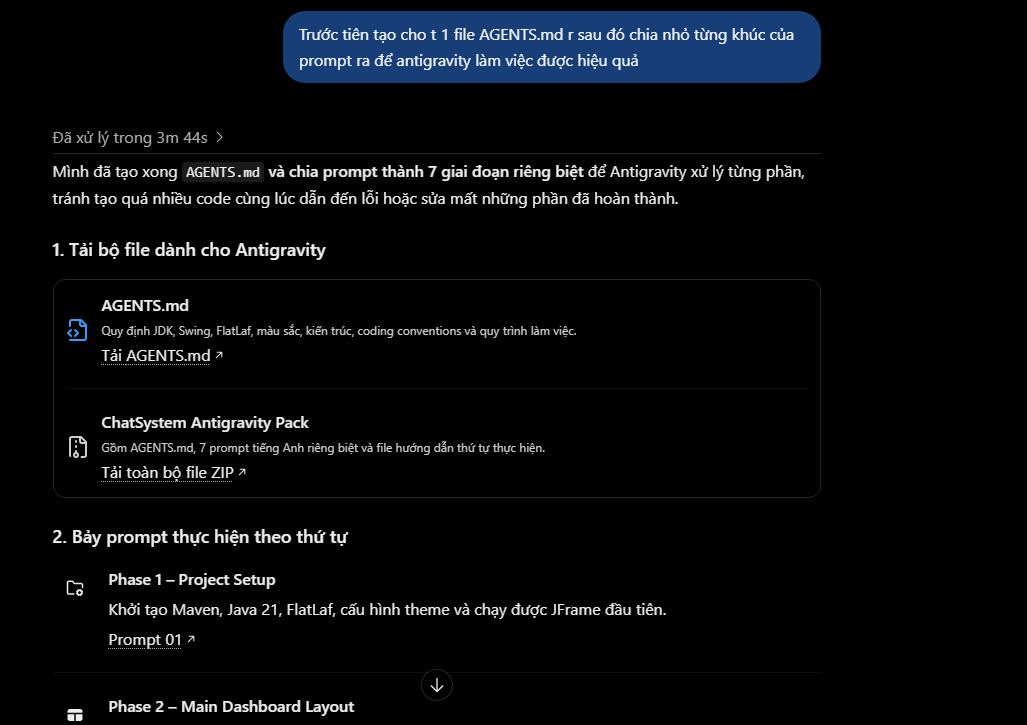 Trước tiên tạo cho t 1 file AGENTS.md r sau đó chia nhỏ từng khúc của
prompt ra để antigravity làm việc được hiệu quả
Đã xử lý trong 3m 44s
Mình đã tạo xong AGENTS.md và chia prompt thành 7 giai đoạn riêng biệt để Antigravity xử lý từng phần,
tránh tạo quá nhiều code cùng lúc dẫn đến lỗi hoặc sửa mất những phần đã hoàn thành.
1. Tải bộ file dành cho Antigravity
AGENTS.md
Quy định JDK, Swing, FlatLaf, màu sắc, kiến trúc, coding conventions và quy trình làm việc.
Tải AGENTS.md
ChatSystem Antigravity Pack
Gồm AGENTS.md, 7 prompt tiếng Anh riêng biệt và file hướng dẫn thứ tự thực hiện.
Tải toàn bộ file ZIP
2. Bảy prompt thực hiện theo thứ tự
Phase 1 – Project Setup
Khởi tạo Maven, Java 21, FlatLaf, cấu hình theme và chạy được JFrame đầu tiên.
Prompt 01
Phase 2 – Main Dashboard Layout